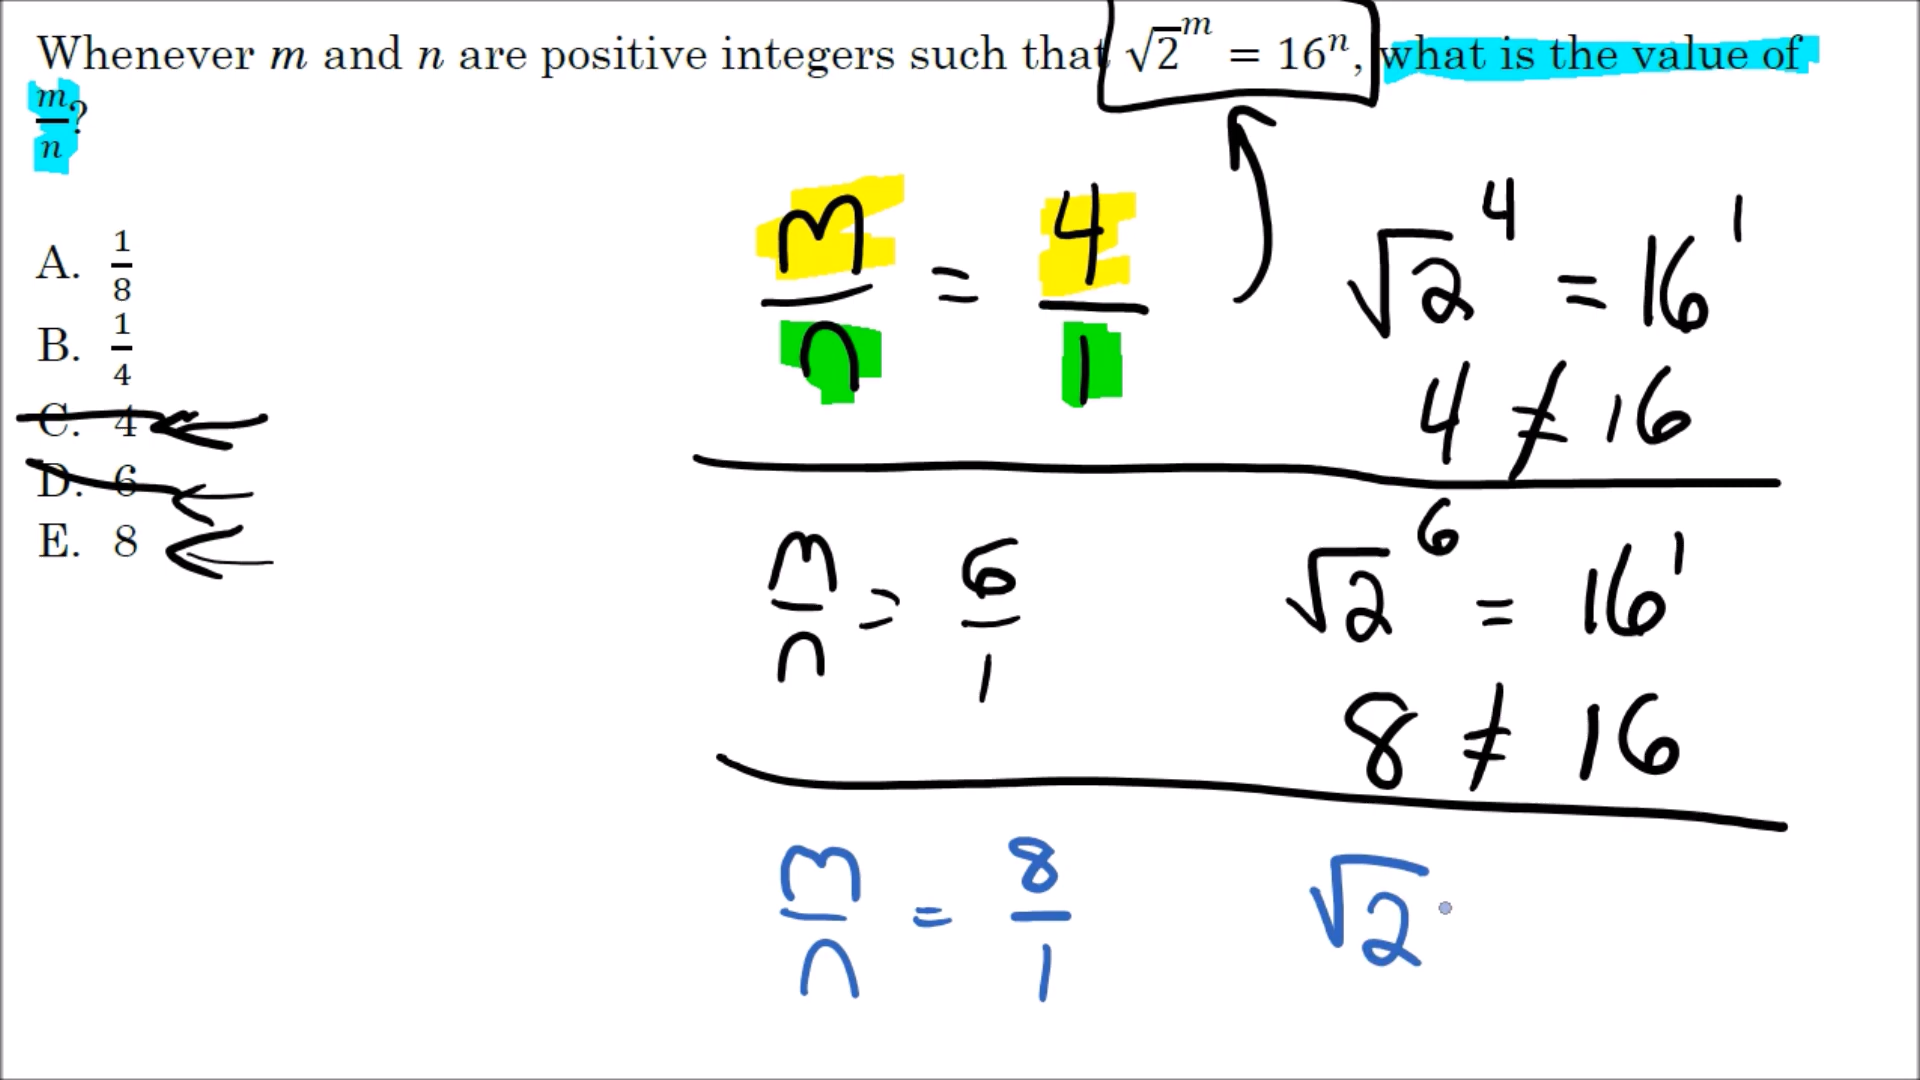 Whenever m and n are positive integers such that √2^m = 16^n, what is the value of
m/n?
A. 1/8
B. 1/4
C. 4
D. 6
E. 8
m/n = 4/1
√2^4 = 16^1
4 ≠ 16
m/n = 6/1
√2^6 = 16^1
8 ≠ 16
m/n = 8/1
√2